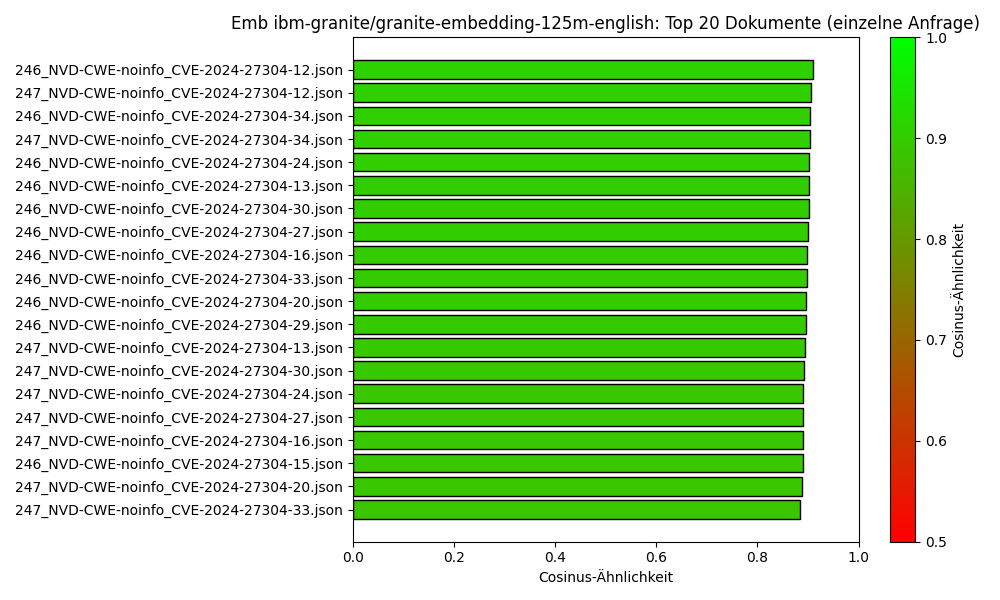 Emb ibm-granite/granite-embedding-125m-english: Top 20 Dokumente (einzelne Anfrage)
246_NVD-CWE-noinfo_CVE-2024-27304-12.json
247_NVD-CWE-noinfo_CVE-2024-27304-12.json
246_NVD-CWE-noinfo_CVE-2024-27304-34.json
247_NVD-CWE-noinfo_CVE-2024-27304-34.json
246_NVD-CWE-noinfo_CVE-2024-27304-24.json
246_NVD-CWE-noinfo_CVE-2024-27304-13.json
246_NVD-CWE-noinfo_CVE-2024-27304-30.json
246_NVD-CWE-noinfo_CVE-2024-27304-27.json
246_NVD-CWE-noinfo_CVE-2024-27304-16.json
246_NVD-CWE-noinfo_CVE-2024-27304-33.json
246_NVD-CWE-noinfo_CVE-2024-27304-20.json
246_NVD-CWE-noinfo_CVE-2024-27304-29.json
247_NVD-CWE-noinfo_CVE-2024-27304-13.json
247_NVD-CWE-noinfo_CVE-2024-27304-30.json
247_NVD-CWE-noinfo_CVE-2024-27304-24.json
247_NVD-CWE-noinfo_CVE-2024-27304-27.json
247_NVD-CWE-noinfo_CVE-2024-27304-16.json
246_NVD-CWE-noinfo_CVE-2024-27304-15.json
247_NVD-CWE-noinfo_CVE-2024-27304-20.json
247_NVD-CWE-noinfo_CVE-2024-27304-33.json
0.0 0.2 0.4 0.6 0.8 1.0
Cosinus-Ähnlichkeit
1.0
0.9
0.8
0.7
0.6
0.5
Cosinus-Ähnlichkeit